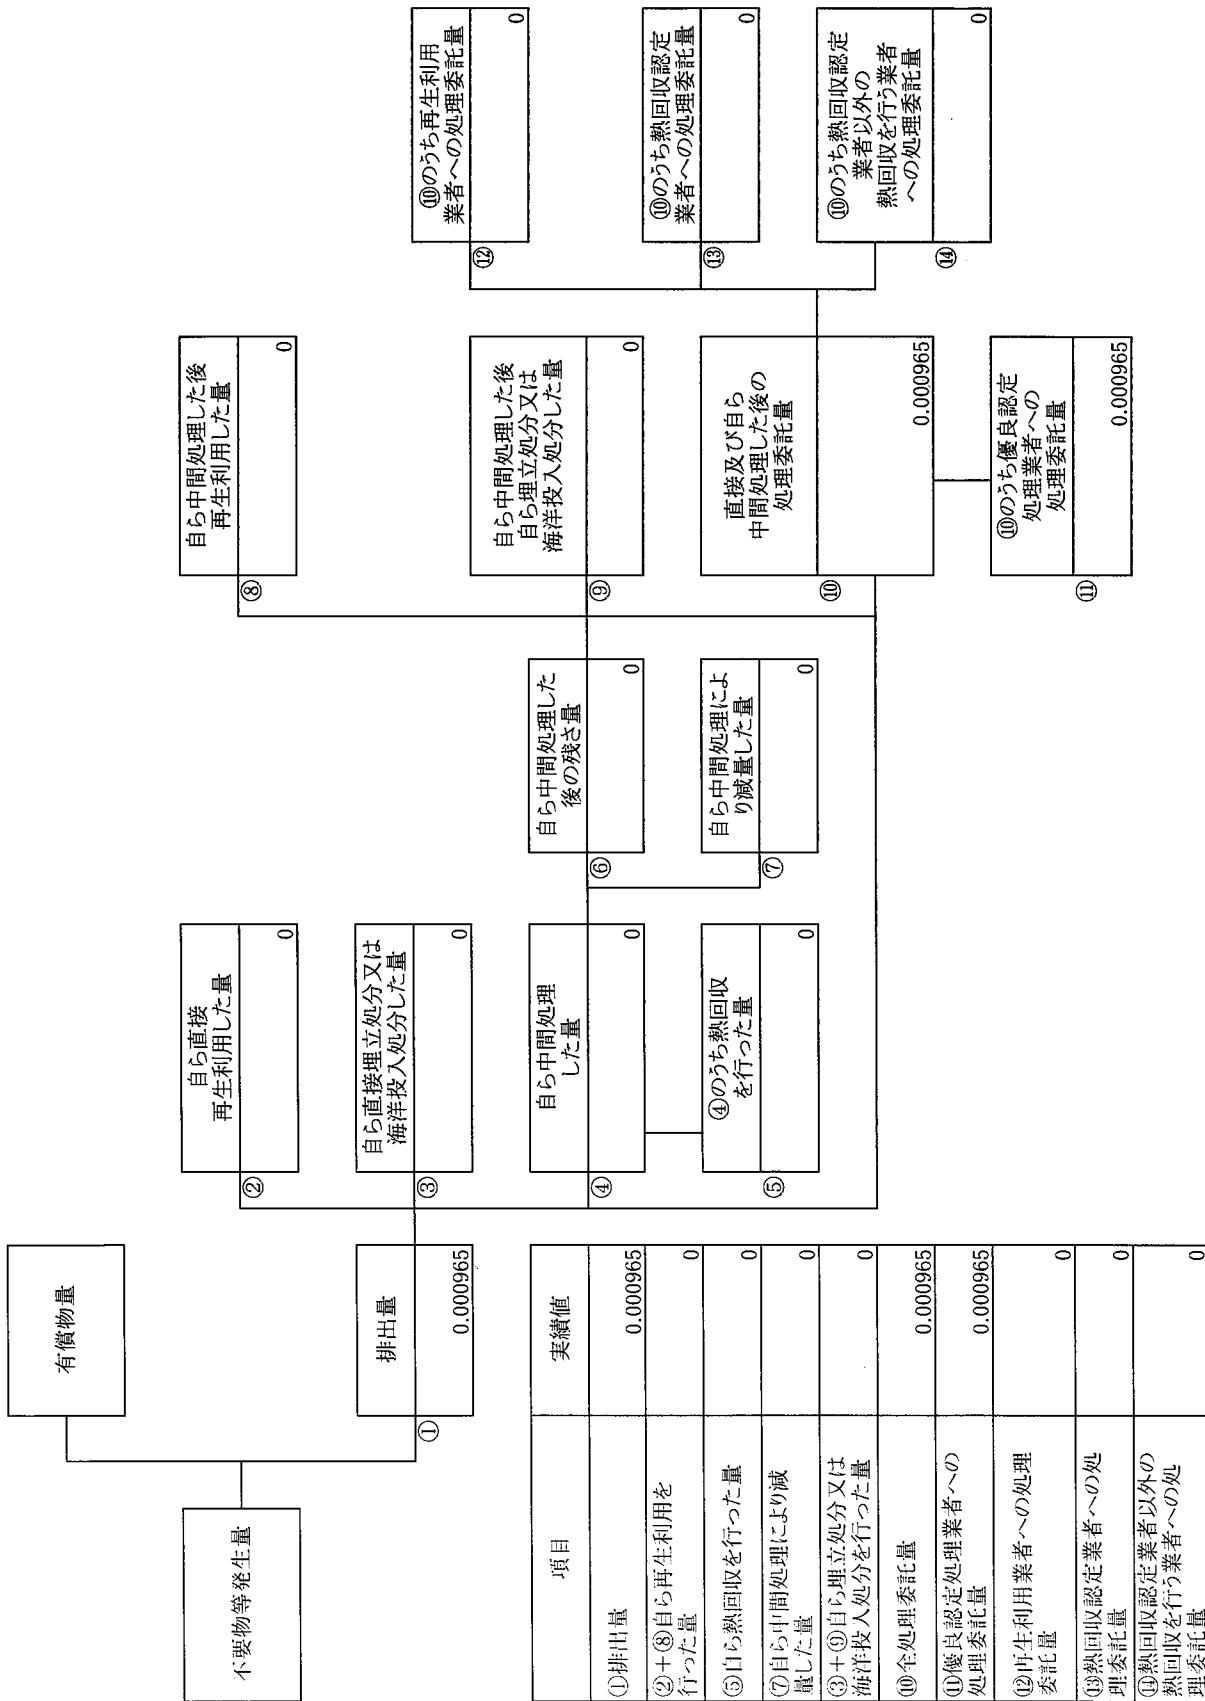 不要物等発生量
有償物量
排出量
①
0.000965
自ら直接
再生利用した量
②
0
自ら直接埋立処分又は
海洋投入処分した量
③
0
自ら中間処理
した量
④
0
④のうち熱回収
を行った量
⑤
0
自ら中間処理した
後の残さ量
⑥
0
自ら中間処理によ
り減量した量
⑦
0
自ら中間処理した後
再生利用した量
⑧
0
自ら中間処理した後
自ら埋立処分又は
海洋投入処分した量
⑨
0
直接及び自ら
中間処理した後の
処理委託量
⑩
0.000965
⑩のうち優良認定
処理業者への
処理委託量
⑪
0.000965
⑩のうち再生利用
業者への処理委託量
⑫
0
⑩のうち熱回収認定
業者への処理委託量
⑬
0
⑩のうち熱回収認定
業者以外の
熱回収を行う業者
への処理委託量
⑭
0
項目 実績値
①排出量 0.000965
②+⑧自ら再生利用を
行った量 0
⑤自ら熱回収を行った量 0
⑦自ら中間処理により減
量した量 0
③+⑨自ら埋立処分又は
海洋投入処分を行った量 0
⑩全処理委託量 0.000965
⑪優良認定処理業者への
処理委託量 0.000965
⑫再生利用業者への処理
委託量 0
⑬熱回収認定業者への処
理委託量 0
⑭熱回収認定業者以外の
熱回収を行う業者への処
理委託量 0